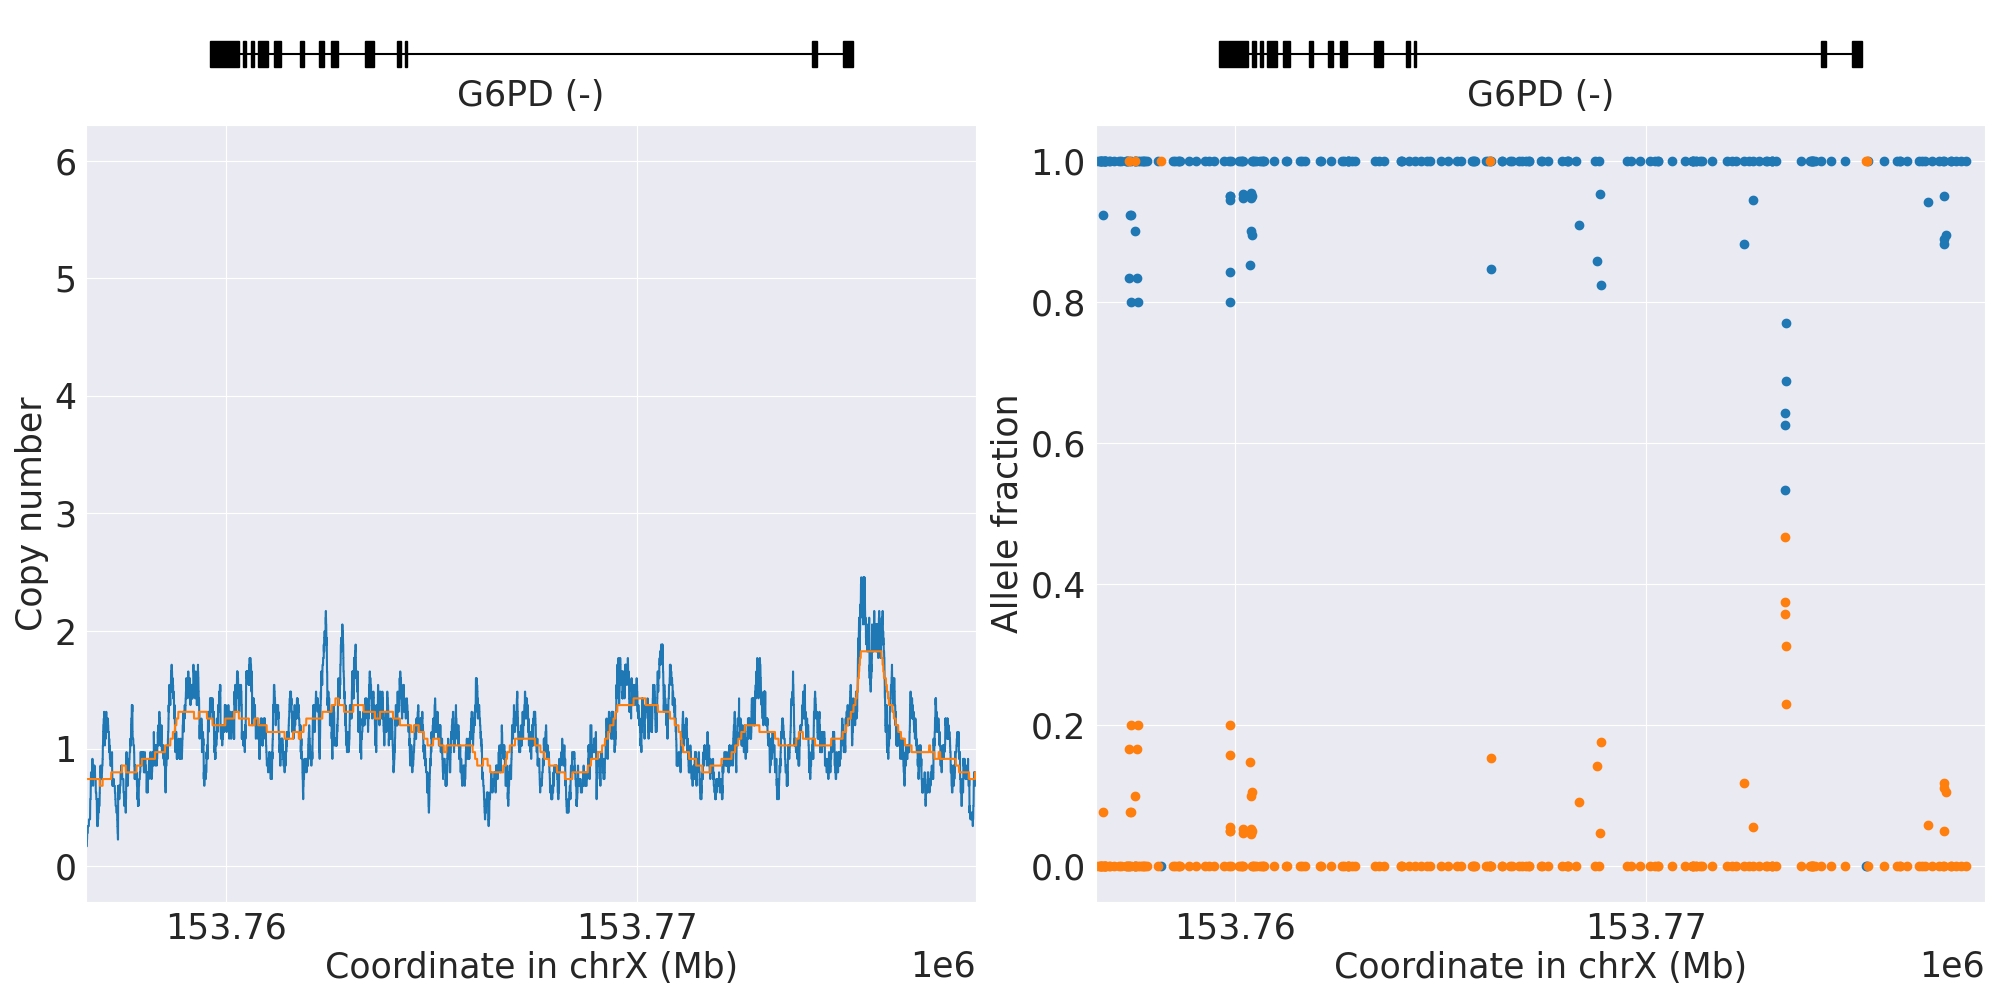 G6PD (-)
G6PD (-)
Copy number
6
5
4
3
2
1
0
153.76
153.77
Coordinate in chrX (Mb)
1e6
Allele fraction
1.0
0.8
0.6
0.4
0.2
0.0
153.76
153.77
Coordinate in chrX (Mb)
1e6